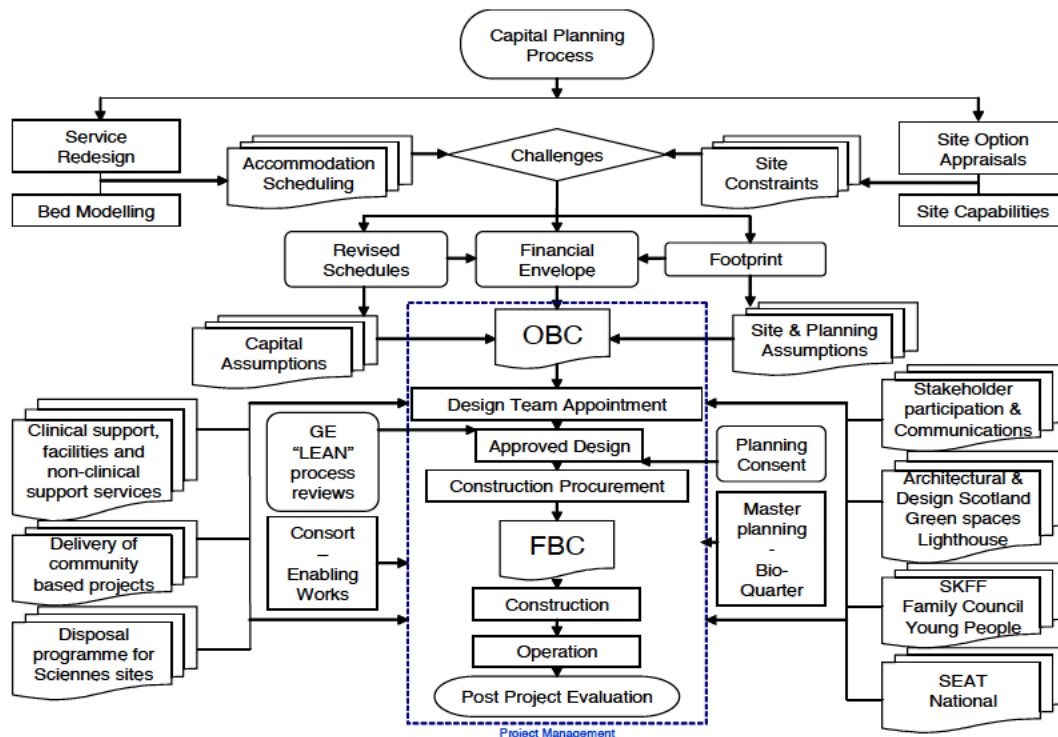 Capital Planning
Process
Service
Redesign
Bed Modelling
Accommodation
Scheduling
Challenges
Site
Constraints
Site Option
Appraisals
Site Capabilities
Revised
Schedules
Financial
Envelope
Footprint
Capital
Assumptions
OBC
Site & Planning
Assumptions
Design Team Appointment
Clinical support,
facilities and
non-clinical
support services
GE
“LEAN”
process
reviews
Approved Design
Planning
Consent
Stakeholder
participation &
Communications
Construction Procurement
Architectural
& Design Scotland
Green spaces
Lighthouse
Delivery of
community
based projects
Consort
–
Enabling
Works
FBC
Master
planning
-
Bio-
Quarter
SKFF
Family Council
Young People
Construction
Disposal
programme for
Sciennes sites
Operation
SEAT
National
Post Project Evaluation
Project Management